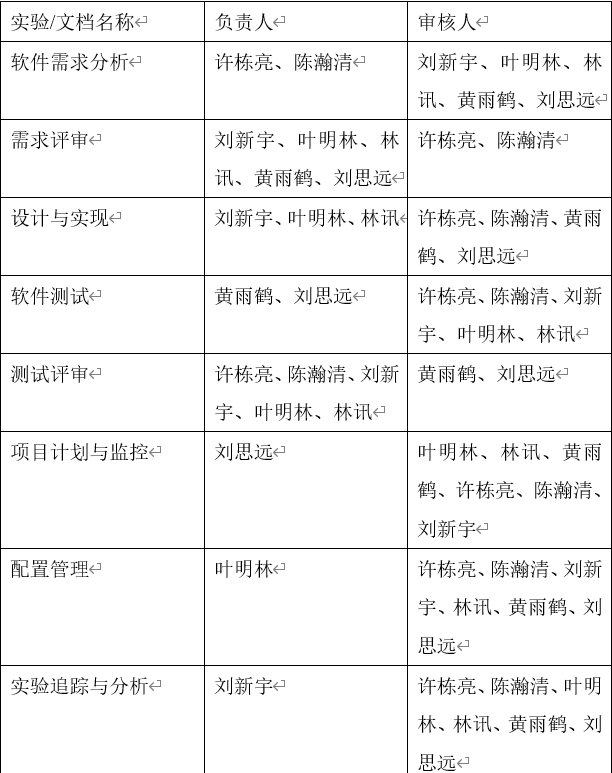 实验/文档名称
负责人
审核人
软件需求分析
许栋亮、陈瀚清
刘新宇、叶明林、林
讯、黄雨鹤、刘思远
需求评审
刘新宇、叶明林、林
讯、黄雨鹤、刘思远
许栋亮、陈瀚清
设计与实现
刘新宇、叶明林、林讯
许栋亮、陈瀚清、黄雨
鹤、刘思远
软件测试
黄雨鹤、刘思远
许栋亮、陈瀚清、刘新
宇、叶明林、林讯
测试评审
许栋亮、陈瀚清、刘新
宇、叶明林、林讯
黄雨鹤、刘思远
项目计划与监控
刘思远
叶明林、林讯、黄雨
鹤、许栋亮、陈瀚清、
刘新宇
配置管理
叶明林
许栋亮、陈瀚清、刘新
宇、林讯、黄雨鹤、刘
思远
实验追踪与分析
刘新宇
许栋亮、陈瀚清、叶明
林、林讯、黄雨鹤、刘
思远